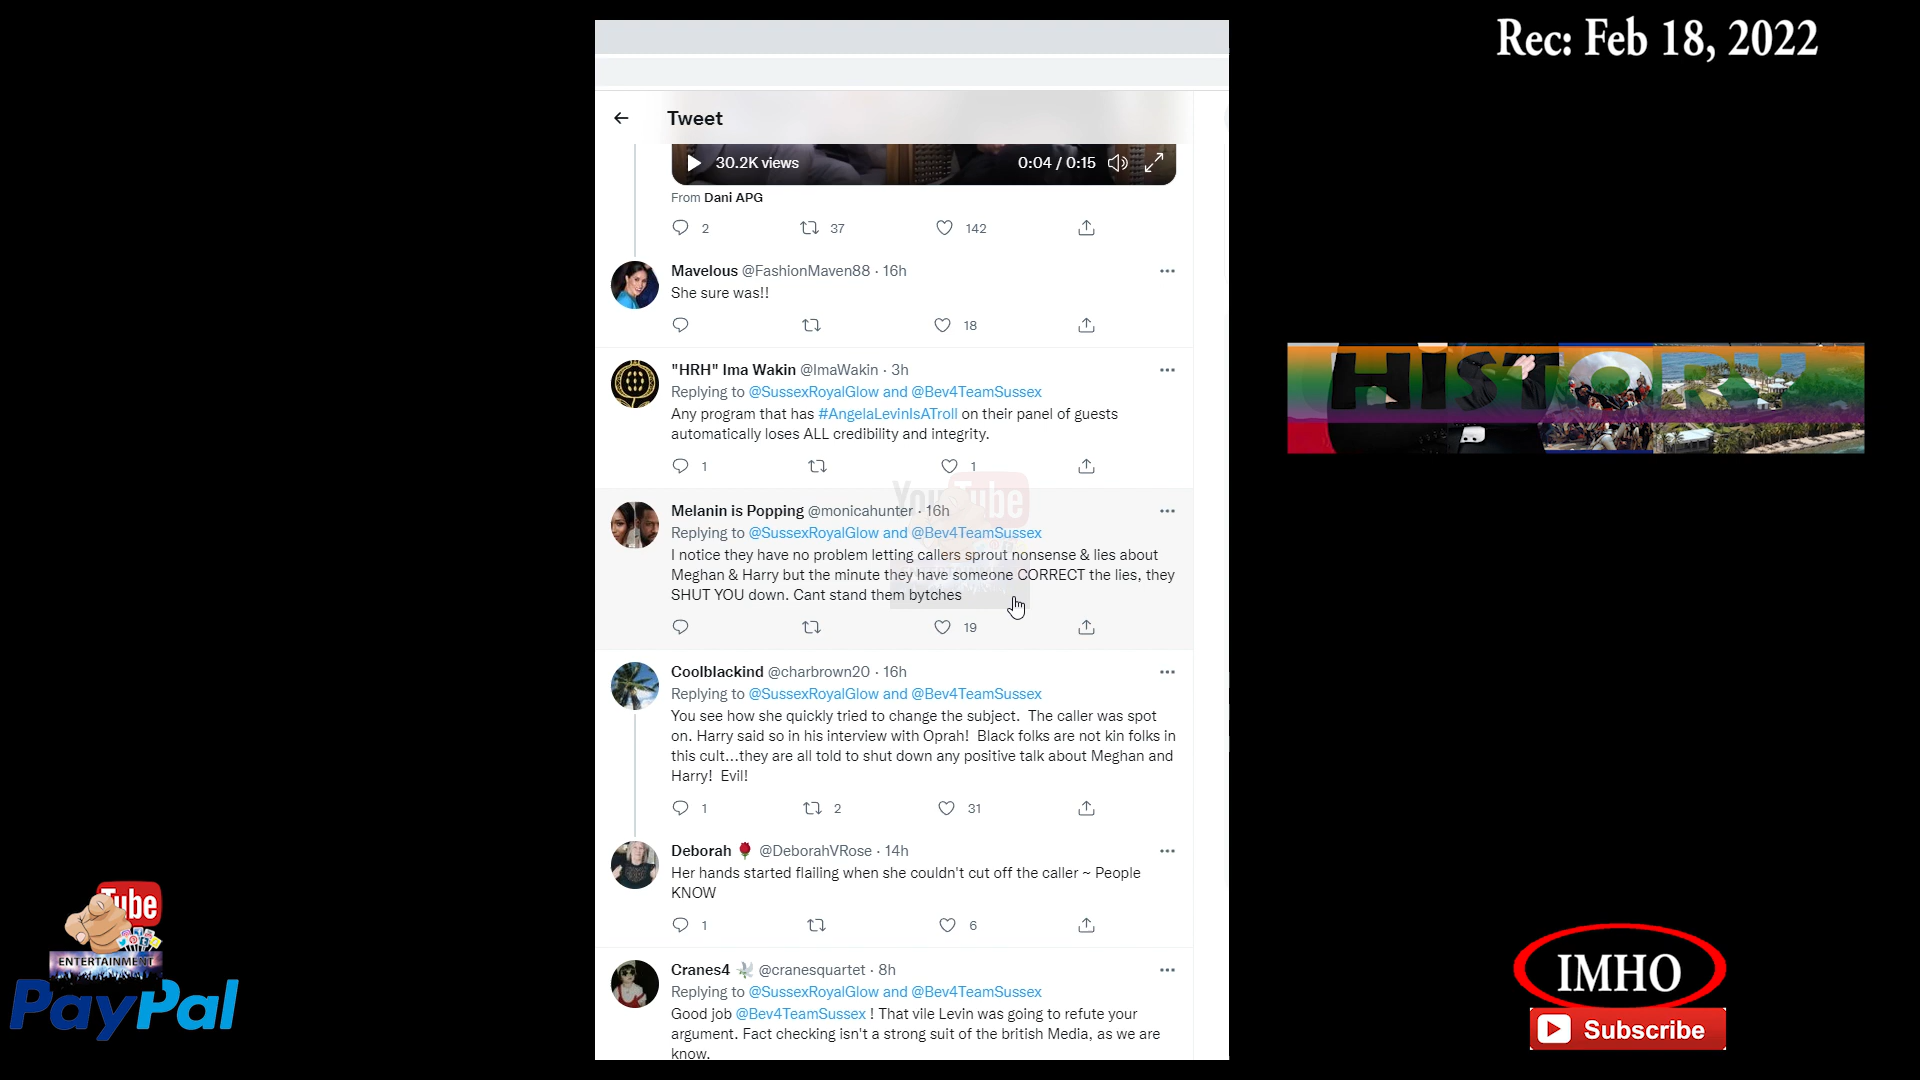 Rec: Feb 18, 2022
Tweet
30.2K views
0:04 / 0:15
From Dani APG
2 37 142
Mavelous @FashionMaven88 · 16h
She sure was!!
18
"HRH" Ima Wakin @ImaWakin · 3h
Replying to @SussexRoyalGlow and @Bev4TeamSussex
Any program that has #AngelaLevinIsATroll on their panel of guests
automatically loses ALL credibility and integrity.
1 1
Melanin is Popping @monicahunter · 16h
Replying to @SussexRoyalGlow and @Bev4TeamSussex
I notice they have no problem letting callers sprout nonsense & lies about
Meghan & Harry but the minute they have someone CORRECT the lies, they
SHUT YOU down. Cant stand them bytches
19
Coolblackind @charbrown20 · 16h
Replying to @SussexRoyalGlow and @Bev4TeamSussex
You see how she quickly tried to change the subject. The caller was spot
on. Harry said so in his interview with Oprah! Black folks are not kin folks in
this cult...they are all told to shut down any positive talk about Meghan and
Harry! Evil!
1 2 31
Deborah 🌹 @DeborahVRose · 14h
Her hands started flailing when she couldn't cut off the caller ~ People
KNOW
1 6
Cranes4 🕊 @cranesquartet · 8h
Replying to @SussexRoyalGlow and @Bev4TeamSussex
Good job @Bev4TeamSussex ! That vile Levin was going to refute your
argument. Fact checking isn't a strong suit of the british Media, as we are
know.
YouTube
HISTORY
Tube
ENTERTAINMENT
PayPal
IMHO
Subscribe